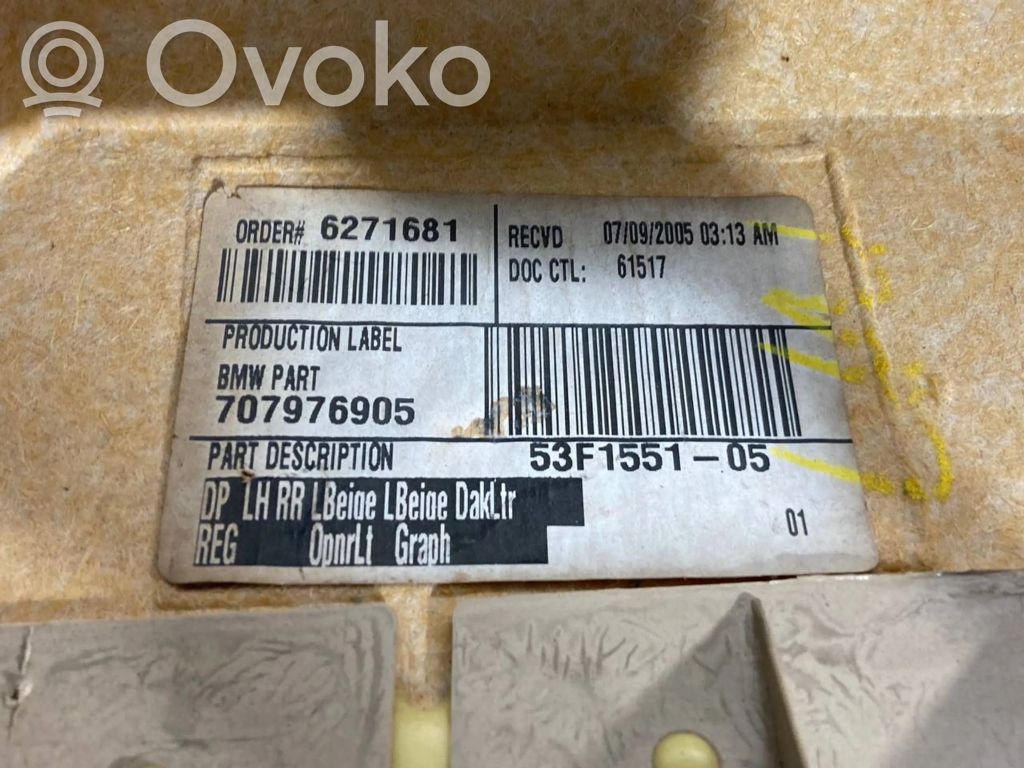 Ovoko
ORDER# 6271681
RECVD 07/09/2005 03:13 AM
DOC CTL: 61517
PRODUCTION LABEL
BMW PART
707976905
PART DESCRIPTION
53F1551-05
DP LH RR LBeige LBeige DakLtr
REG OpnrLt Graph
01